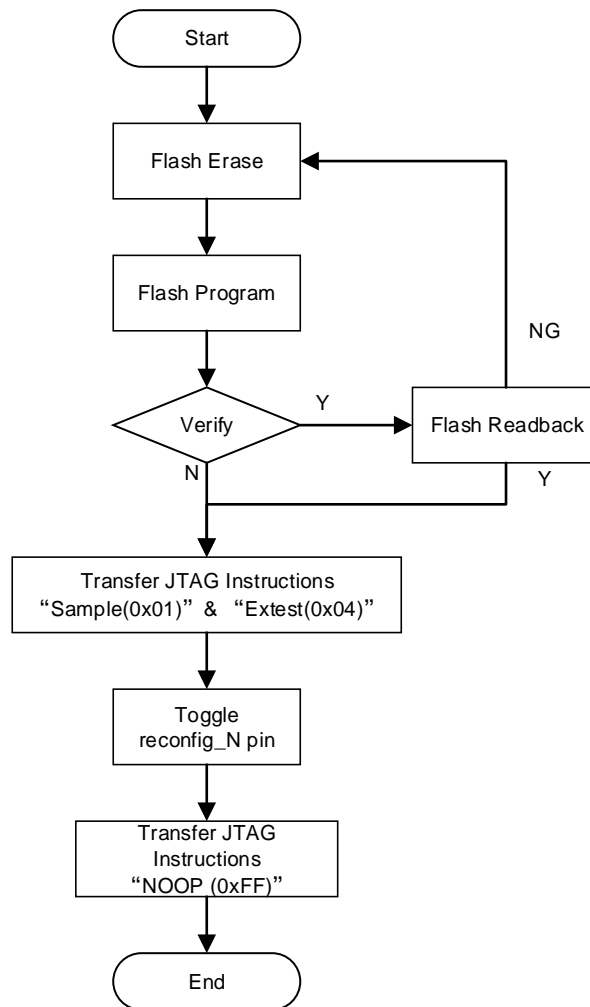 Start
Flash Erase
Flash Program
NG
Verify
Y
Flash Readback
N
Y
Transfer JTAG Instructions
“Sample(0x01)” & “Extest(0x04)”
Toggle
reconfig_N pin
Transfer JTAG
Instructions
“NOOP (0xFF)”
End